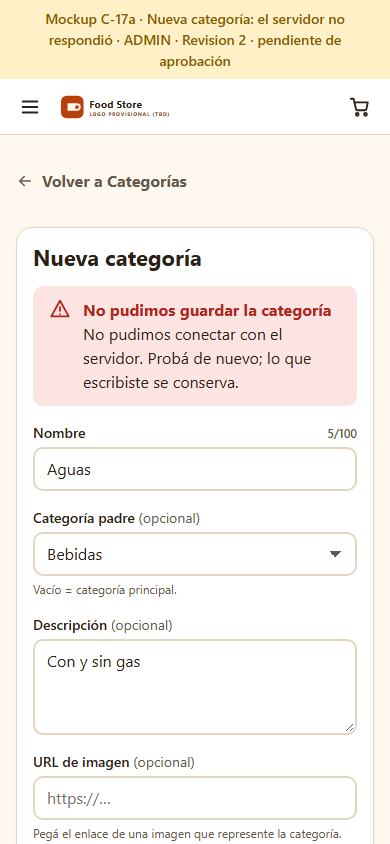 Mockup C-17a · Nueva categoría: el servidor no
respondió · ADMIN · Revision 2 · pendiente de
aprobación
Food Store
LOGO PROVISIONAL (TBD)
Volver a Categorías
Nueva categoría
No pudimos guardar la categoría
No pudimos conectar con el
servidor. Probá de nuevo; lo que
escribiste se conserva.
Nombre 5/100
Aguas
Categoría padre (opcional)
Bebidas
Vacío = categoría principal.
Descripción (opcional)
Con y sin gas
URL de imagen (opcional)
https://...
Pegá el enlace de una imagen que represente la categoría.